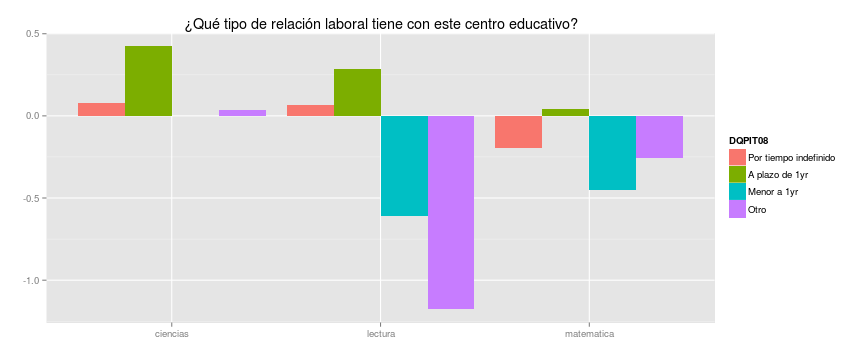 ¿Qué tipo de relación laboral tiene con este centro educativo?
0.5
0.0
-0.5
-1.0
ciencias lectura matematica
DQPIT08
Por tiempo indefinido
A plazo de 1yr
Menor a 1yr
Otro